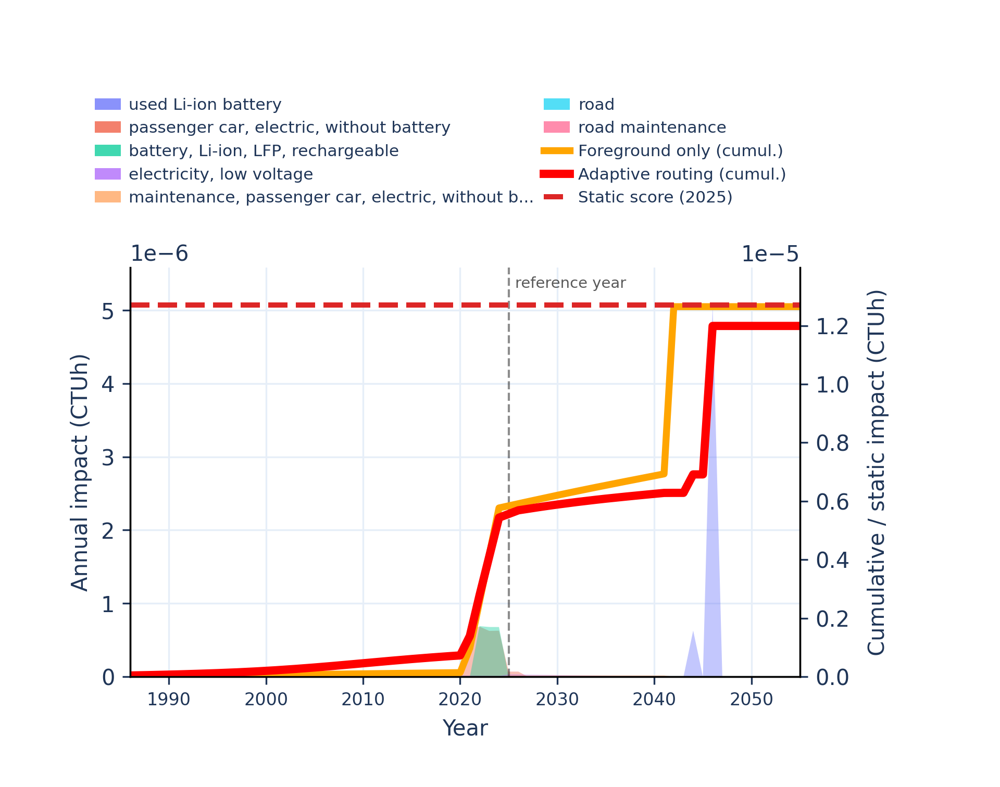 used Li-ion battery
passenger car, electric, without battery
battery, Li-ion, LFP, rechargeable
electricity, low voltage
maintenance, passenger car, electric, without b...
road
road maintenance
Foreground only (cumul.)
Adaptive routing (cumul.)
Static score (2025)
1e−6
1e−5
reference year
5
4
3
2
1
0
Annual impact (CTUh)
1.2
1.0
0.8
0.6
0.4
0.2
0.0
Cumulative / static impact (CTUh)
1990 2000 2010 2020 2030 2040 2050
Year